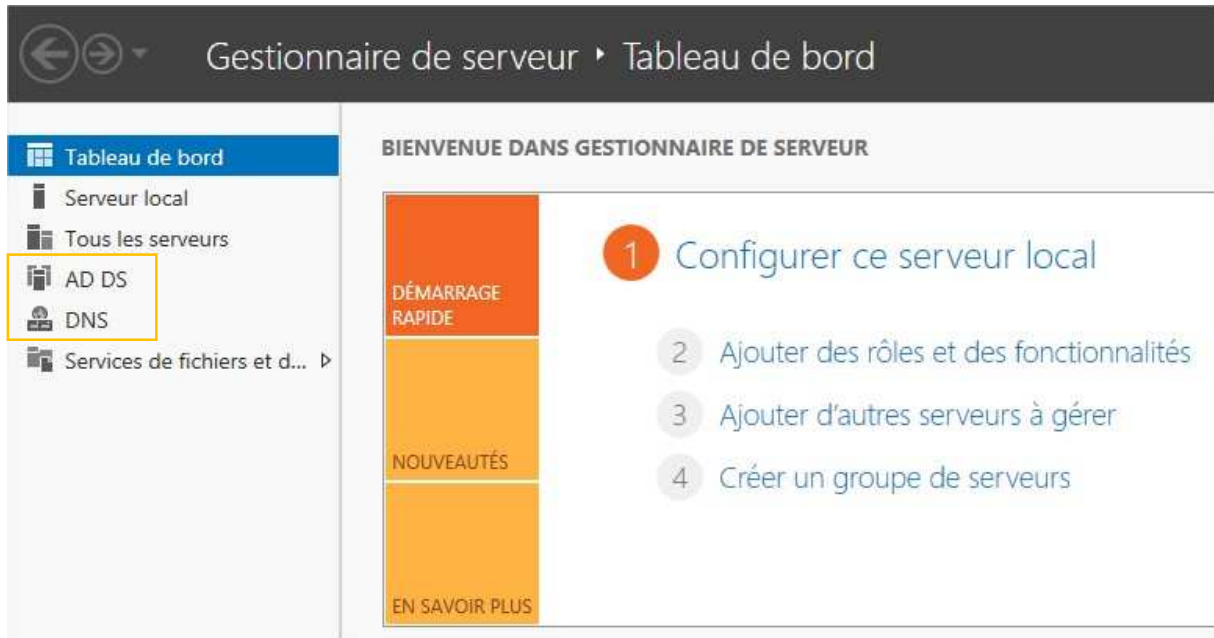 Gestionnaire de serveur ‣ Tableau de bord
Tableau de bord
Serveur local
Tous les serveurs
AD DS
DNS
Services de fichiers et d...
BIENVENUE DANS GESTIONNAIRE DE SERVEUR
DÉMARRAGE
RAPIDE
NOUVEAUTÉS
EN SAVOIR PLUS
1 Configurer ce serveur local
2 Ajouter des rôles et des fonctionnalités
3 Ajouter d'autres serveurs à gérer
4 Créer un groupe de serveurs